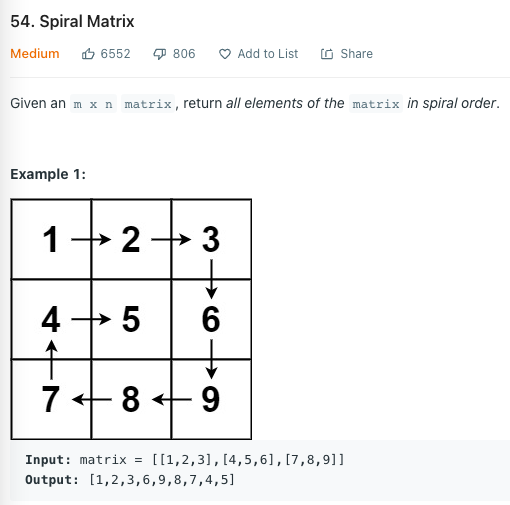 54. Spiral Matrix
Medium 6552 806 Add to List Share
Given an m x n matrix, return all elements of the matrix in spiral order.
Example 1:
1 2 3
4 5 6
7 8 9
Input: matrix = [[1,2,3],[4,5,6],[7,8,9]]
Output: [1,2,3,6,9,8,7,4,5]